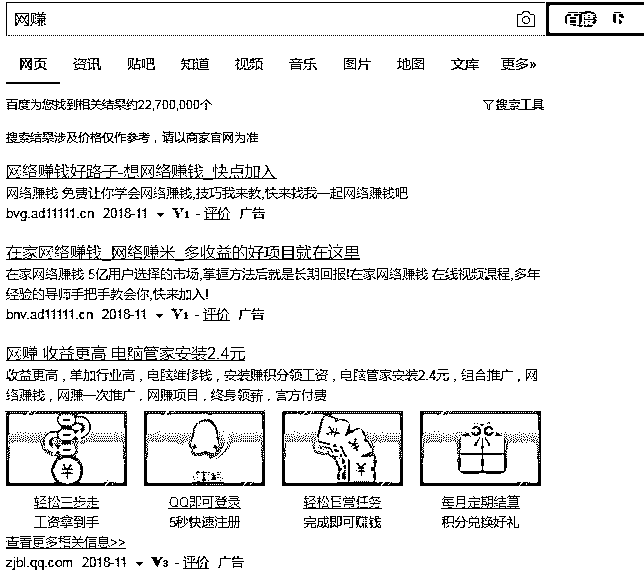 网赚
百度
网页 资讯 贴吧 知道 视频 音乐 图片 地图 文库 更多»
百度为您找到相关结果约22,700,000个
搜索工具
搜索结果涉及价格仅作参考，请以商家官网为准
网络赚钱好路子-想网络赚钱_快点加入
网络赚钱 免费让你学会网络赚钱,技巧我来教,快来找我一起网络赚钱吧
bvg.ad11111.cn 2018-11 V1 - 评价 广告
在家网络赚钱_网络赚米_多收益的好项目就在这里
在家网络赚钱 5亿用户选择的市场,掌握方法后就是长期回报!在家网络赚钱 在线视频课程,多年
经验的导师手把手教会你,快来加入!
bnv.ad11111.cn 2018-11 V1 - 评价 广告
网赚 收益更高 电脑管家安装2.4元
收益更高，单加行业高，电脑维修钱，安装赚积分领工资，电脑管家安装2.4元，组合推广，网
络赚钱，网赚一次推广，网赚项目，终身领薪，官方付费
轻松三步走 QQ即可登录 轻松日常任务 每月定期结算
工资拿到手 5秒快速注册 完成即可赚钱 积分兑换好礼
查看更多相关信息>>
zjbl.qq.com 2018-11 V3 - 评价 广告